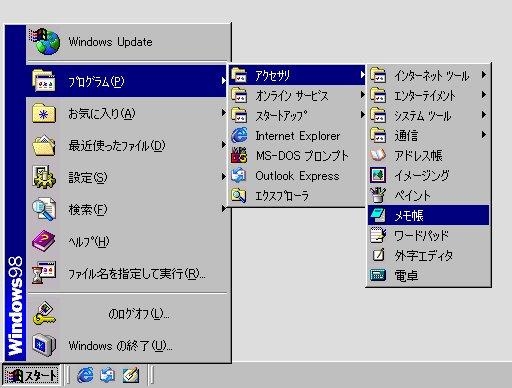 Windows Update
プログラム(P)
お気に入り(A)
最近使ったファイル(D)
設定(S)
検索(F)
ヘルプ(H)
ファイル名を指定して実行(R)...
のログオフ(L)...
Windows の終了(U)...
Windows98
スタート
アクセサリ
オンライン サービス
スタートアップ
Internet Explorer
MS-DOS プロンプト
Outlook Express
エクスプローラ
インターネット ツール
エンターテイメント
システム ツール
通信
アドレス帳
イメージング
ペイント
メモ帳
ワードパッド
外字エディタ
電卓